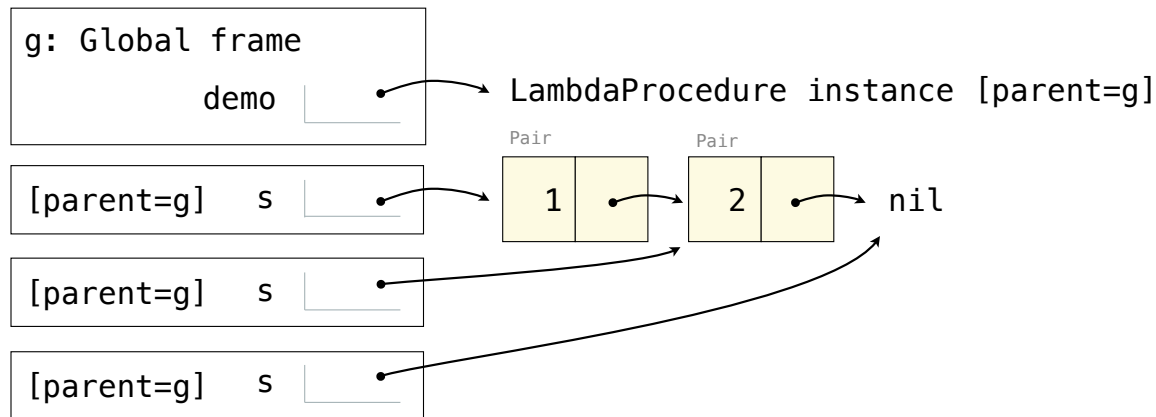 g: Global frame
demo
LambdaProcedure instance [parent=g]
Pair Pair
[parent=g] s
1 2 nil
[parent=g] s
[parent=g] s